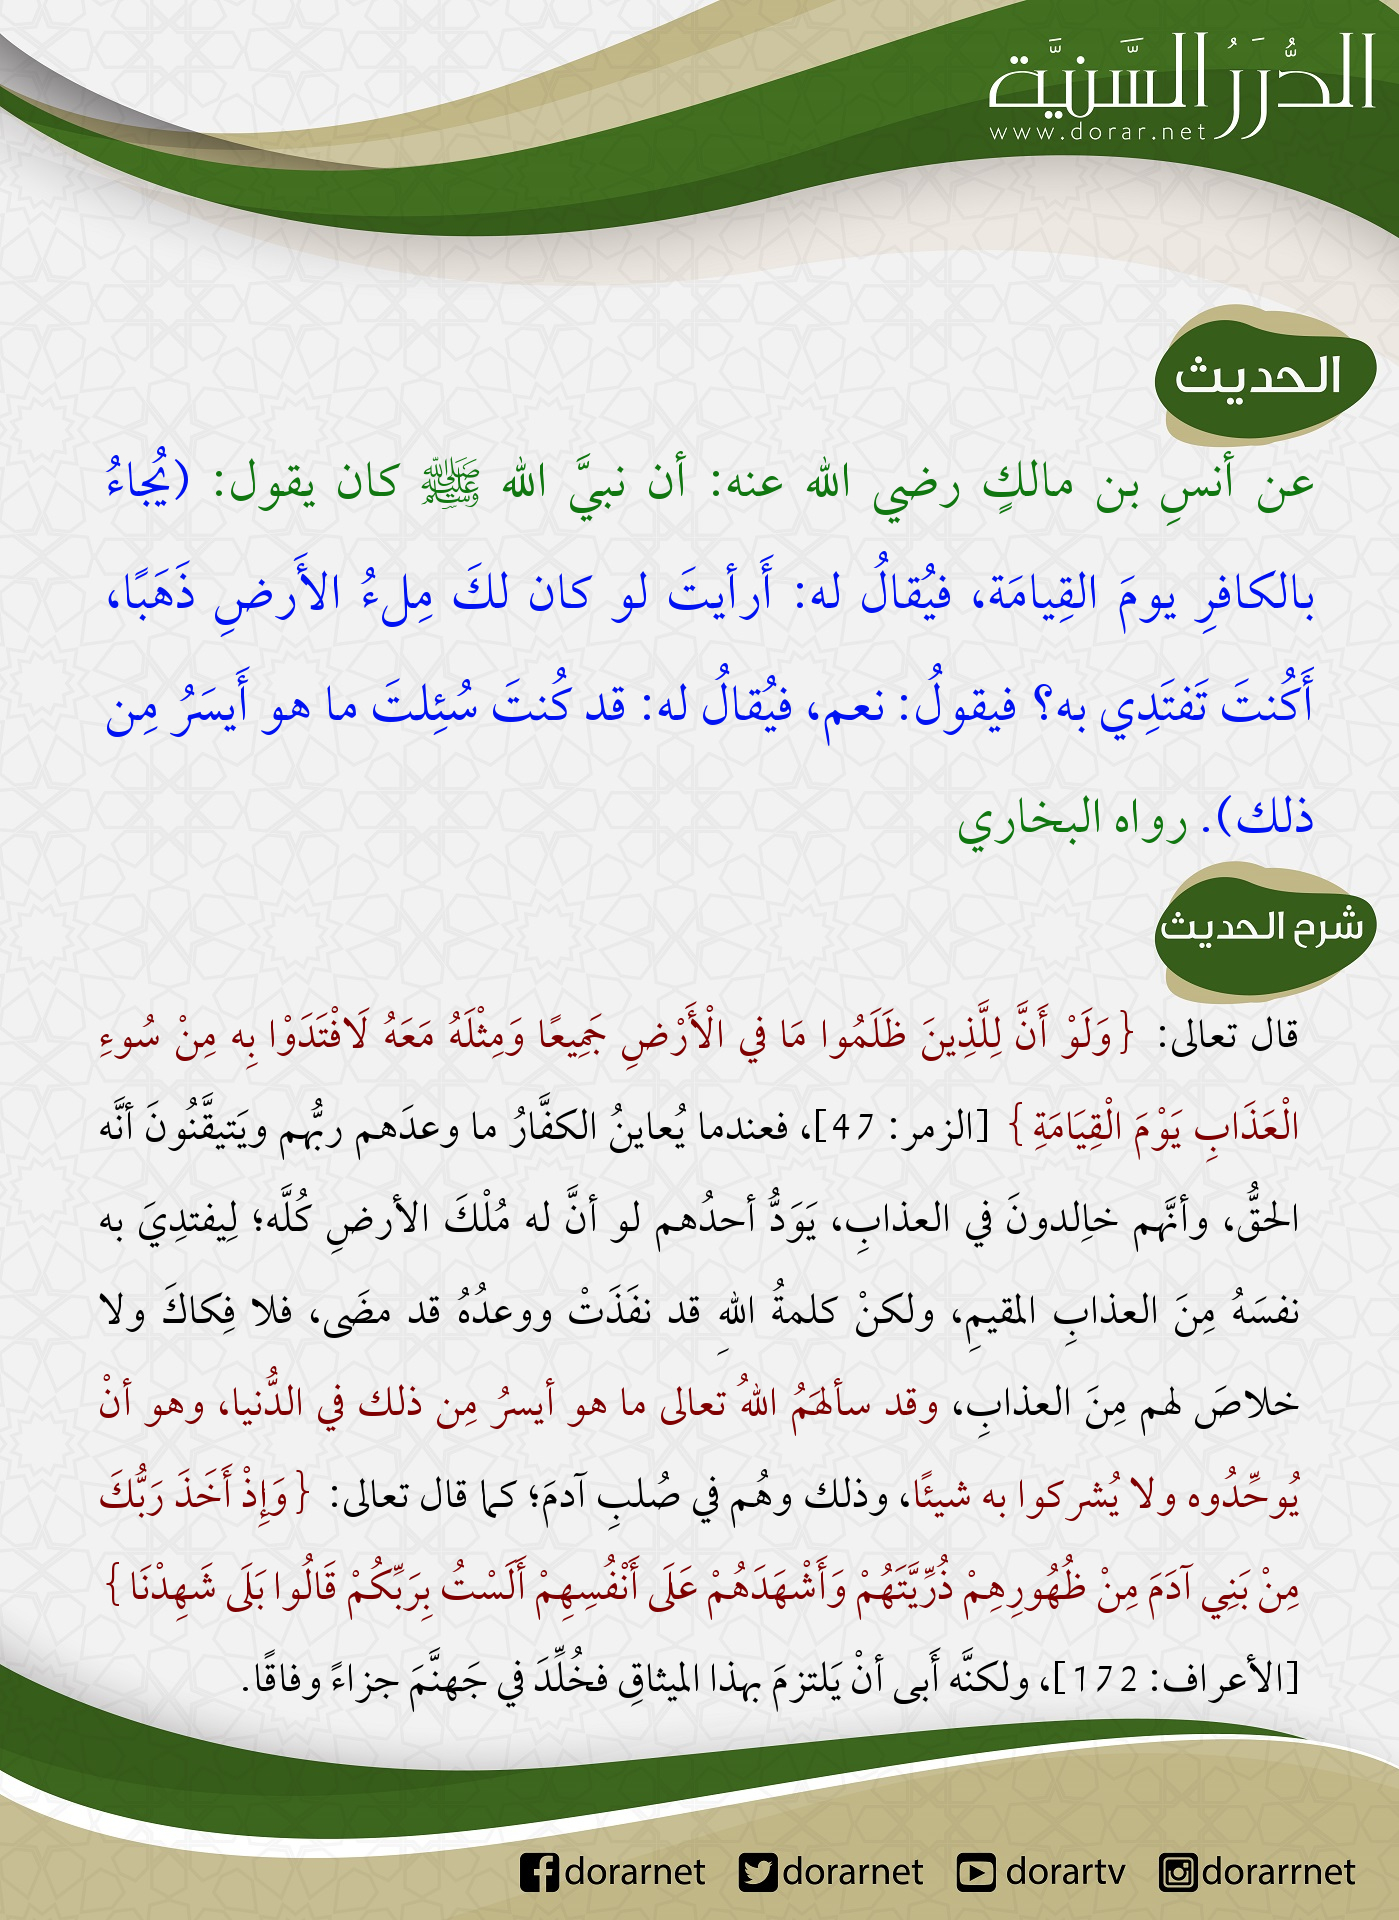 الدُّرَرُ السَّنيَّة
www.dorar.net
الحديث
عن أنسِ بن مالكٍ رضي الله عنه: أن نبيَّ الله ﷺ كان يقول: (يُجاءُ
بالكافرِ يومَ القِيامَة، فيُقالُ له: أَرأيتَ لو كان لكَ مِلءُ الأَرضِ ذَهَبًا،
أَكُنتَ تَفتَدِي به؟ فيقولُ: نعم، فيُقالُ له: قد كُنتَ سُئِلتَ ما هو أَيسَرُ مِن
ذلك). رواه البخاري
شرح الحديث
قال تعالى: {وَلَوْ أَنَّ لِلَّذِينَ ظَلَمُوا مَا في الْأَرْضِ جَمِيعًا وَمِثْلَهُ مَعَهُ لَافْتَدَوْا بِه مِنْ سُوءِ
الْعَذَابِ يَوْمَ الْقِيَامَةِ} [الزمر: 47]، فعندما يُعاينُ الكفَّارُ ما وعدَهم ربُّهم ويَتيقَّنُونَ أنَّه
الحقُّ، وأنَّهم خاِلدونَ في العذابِ، يَوَدُّ أحدُهم لو أنَّ له مُلْكَ الأرضِ كُلَّه؛ لِيفتدِيَ به
نفسَهُ مِنَ العذابِ المقيمِ، ولكنْ كلمةُ اللهِ قد نفَذَتْ ووعدُهُ قد مضَى، فلا فِكاكَ ولا
خلاصَ لهم مِنَ العذابِ، وقد سألهَمُ اللهُ تعالى ما هو أيسرُ مِن ذلك في الدُّنيا، وهو أنْ
يُوحِّدُوه ولا يُشركوا به شيئًا، وذلك وهُم في صُلبِ آدمَ؛ كما قال تعالى: {وَإِذْ أَخَذَ رَبُّكَ
مِنْ بَنِي آدَمَ مِنْ ظُهُورِهِمْ ذُرِّيَّتَهُمْ وَأَشْهَدَهُمْ عَلَى أَنْفُسِهِمْ أَلَسْتُ بِرَبِّكُمْ قَالُوا بَلَى شَهِدْنَا}
[الأعراف: 172]، ولكنَّه أَبى أنْ يَلتزمَ بهذا الميثاقِ فخُلِّدَ في جَهنَّمَ جزاءً وفاقًا.
dorarnet dorarnet dorartv dorarrnet